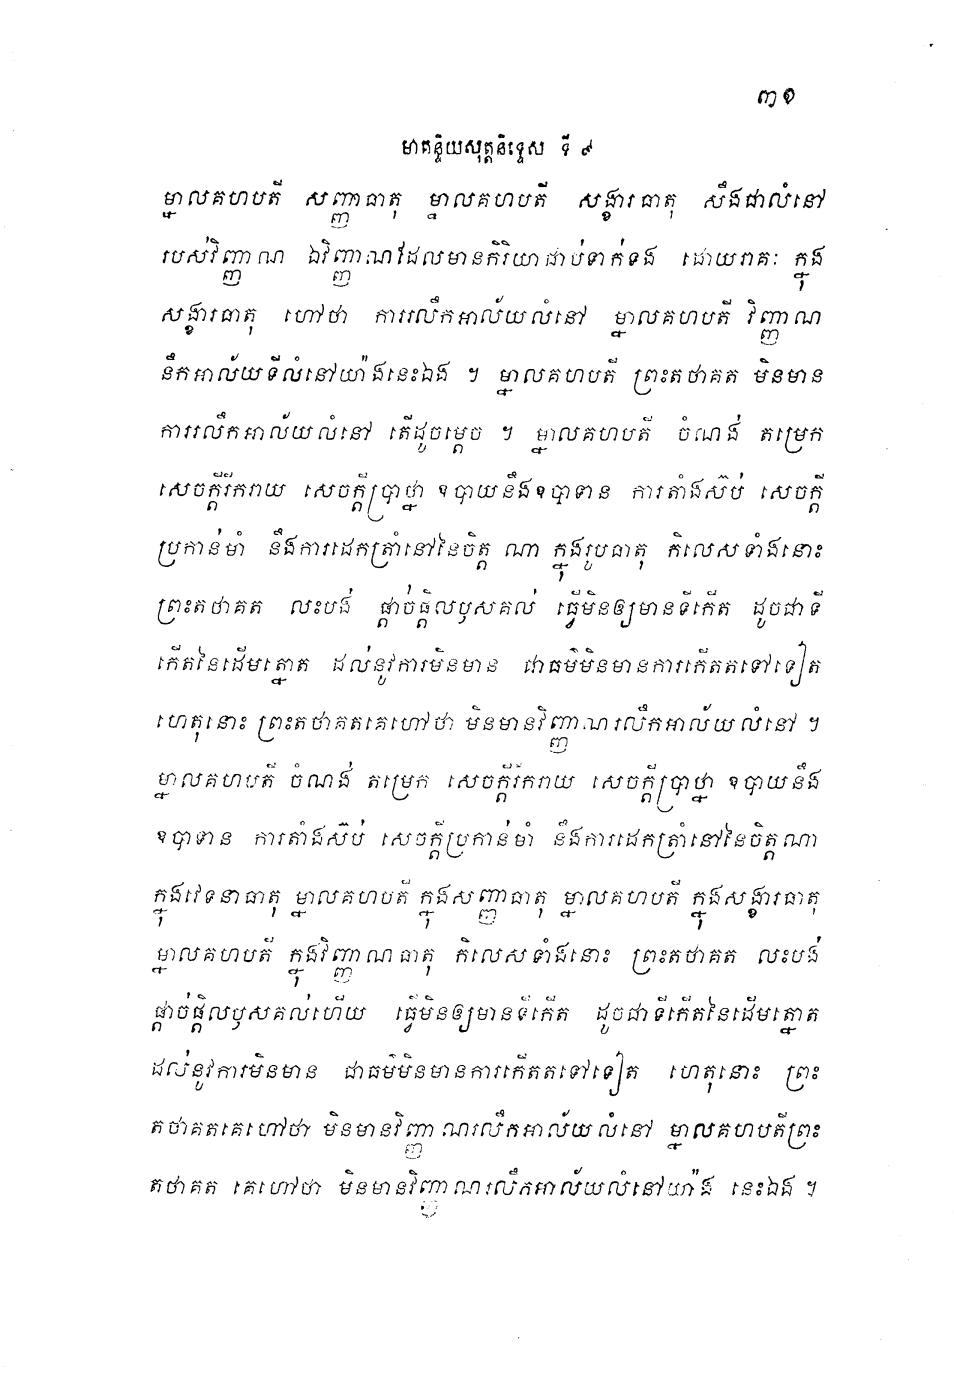 ៣១
មាគន្ទិយសុត្តនិទ្ទេស ទី ៩
ម្នាលគហបតី សញ្ញាធាតុ ម្នាលគហបតី សង្ខារធាតុ សឹងជាលំនៅ
របស់វិញ្ញាណ ឯវិញ្ញាណដែលមានកិរិយាជាប់ទាក់ទង ដោយរាគៈ ក្នុង
សង្ខារធាតុ ហៅថា ការរលឹកអាល័យលំនៅ ម្នាលគហបតី វិញ្ញាណ
នឹកអាល័យទីលំនៅយ៉ាងនេះឯង ។ ម្នាលគហបតី ព្រះតថាគត មិនមាន
ការរលឹកអាល័យលំនៅ តើដូចម្តេច ។ ម្នាលគហបតី ចំណង់ តម្រេក
សេចក្តីរីករាយ សេចក្តីប្រាថ្នា ឧបាយនឹងឧបាទាន ការតាំងស៊ប់ សេចក្តី
ប្រកាន់មាំ នឹងការដេកត្រាំនៅនៃចិត្ត ណា ក្នុងរូបធាតុ កិលេសទាំងនោះ
ព្រះតថាគត លះបង់ ផ្តាច់ផ្តិលឫសគល់ ធ្វើមិនឲ្យមានទីកើត ដូចជាទី
កើតនៃដើមត្នោត ដល់នូវការមិនមាន ជាធម៌មិនមានការកើតតទៅទៀត
ហេតុនោះ ព្រះតថាគតគេហៅថា មិនមានវិញ្ញាណរលឹកអាល័យលំនៅ ។
ម្នាលគហបតី ចំណង់ តម្រេក សេចក្តីរីករាយ សេចក្តីប្រាថ្នា ឧបាយនឹង
ឧបាទាន ការតាំងស៊ប់ សេចក្តីប្រកាន់មាំ នឹងការដេកត្រាំនៅនៃចិត្តណា
ក្នុងវេទនាធាតុ ម្នាលគហបតី ក្នុងសញ្ញាធាតុ ម្នាលគហបតី ក្នុងសង្ខារធាតុ
ម្នាលគហបតី ក្នុងវិញ្ញាណធាតុ កិលេសទាំងនោះ ព្រះតថាគត លះបង់
ផ្តាច់ផ្តិលឫសគល់ហើយ ធ្វើមិនឲ្យមានទីកើត ដូចជាទីកើតនៃដើមត្នោត
ដល់នូវការមិនមាន ជាធម៌មិនមានការកើតតទៅទៀត ហេតុនោះ ព្រះ
តថាគតគេហៅថា មិនមានវិញ្ញាណរលឹកអាល័យលំនៅ ម្នាលគហបតីព្រះ
តថាគត គេហៅថា មិនមានវិញ្ញាណរលឹកអាល័យលំនៅយ៉ាង នេះឯង ។